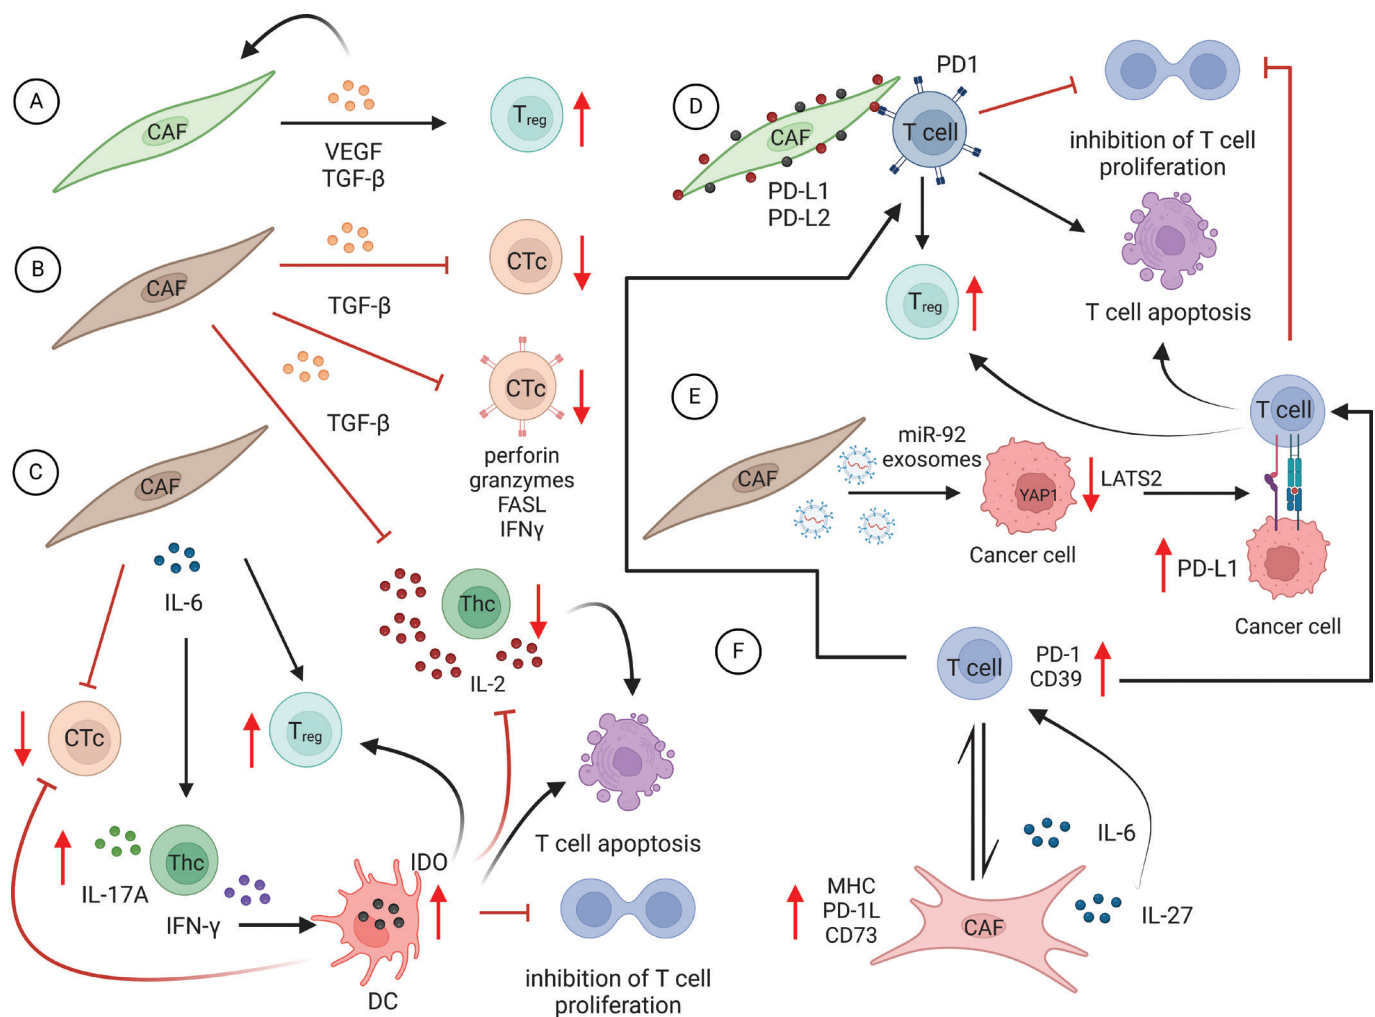 A
CAF
VEGF
TGF-β
Treg
B
CAF
TGF-β
CTc
TGF-β
CTc
perforin
granzymes
FASL
IFNγ
C
CAF
IL-6
Thc
IL-2
CTc
Treg
IL-17A
Thc
IFN-γ
IDO
DC
T cell apoptosis
inhibition of T cell
proliferation
D
CAF
PD-L1
PD-L2
PD1
T cell
inhibition of T cell
proliferation
Treg
T cell apoptosis
E
CAF
miR-92
exosomes
YAP1
Cancer cell
LATS2
PD-L1
T cell
Cancer cell
F
T cell
PD-1
CD39
IL-6
IL-27
MHC
PD-1L
CD73
CAF